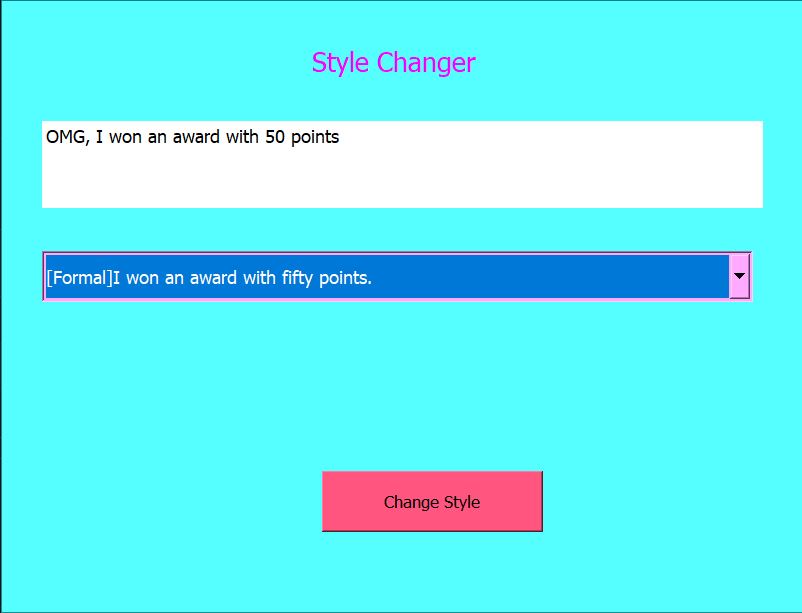 Style Changer
OMG, I won an award with 50 points
[Formal]I won an award with fifty points.
Change Style